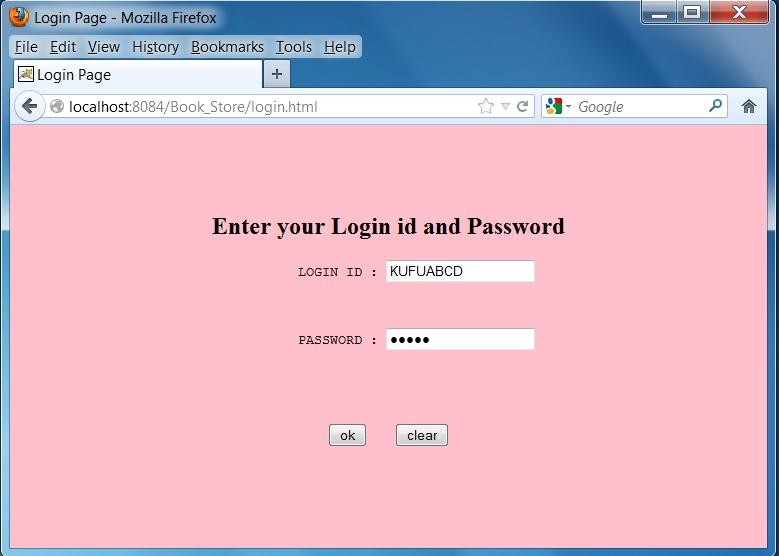 Login Page - Mozilla Firefox
File Edit View History Bookmarks Tools Help
Login Page
localhost:8084/Book_Store/login.html Google
Enter your Login id and Password
LOGIN ID : KUFUABCD
PASSWORD : •••••
ok clear